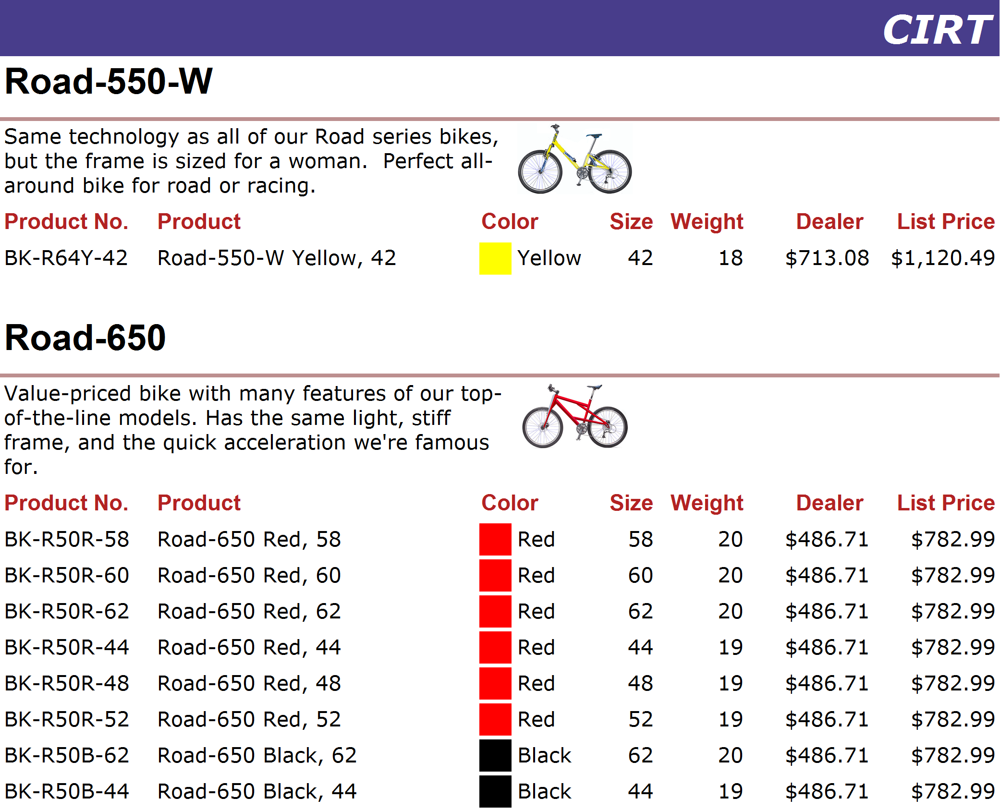 CIRT
Road-550-W
Same technology as all of our Road series bikes,
but the frame is sized for a woman.  Perfect all-
around bike for road or racing.
Product No. Product Color Size Weight Dealer List Price
BK-R64Y-42 Road-550-W Yellow, 42 Yellow 42 18 $713.08 $1,120.49
Road-650
Value-priced bike with many features of our top-
of-the-line models. Has the same light, stiff
frame, and the quick acceleration we're famous
for.
Product No. Product Color Size Weight Dealer List Price
BK-R50R-58 Road-650 Red, 58 Red 58 20 $486.71 $782.99
BK-R50R-60 Road-650 Red, 60 Red 60 20 $486.71 $782.99
BK-R50R-62 Road-650 Red, 62 Red 62 20 $486.71 $782.99
BK-R50R-44 Road-650 Red, 44 Red 44 19 $486.71 $782.99
BK-R50R-48 Road-650 Red, 48 Red 48 19 $486.71 $782.99
BK-R50R-52 Road-650 Red, 52 Red 52 19 $486.71 $782.99
BK-R50B-62 Road-650 Black, 62 Black 62 20 $486.71 $782.99
BK-R50B-44 Road-650 Black, 44 Black 44 19 $486.71 $782.99